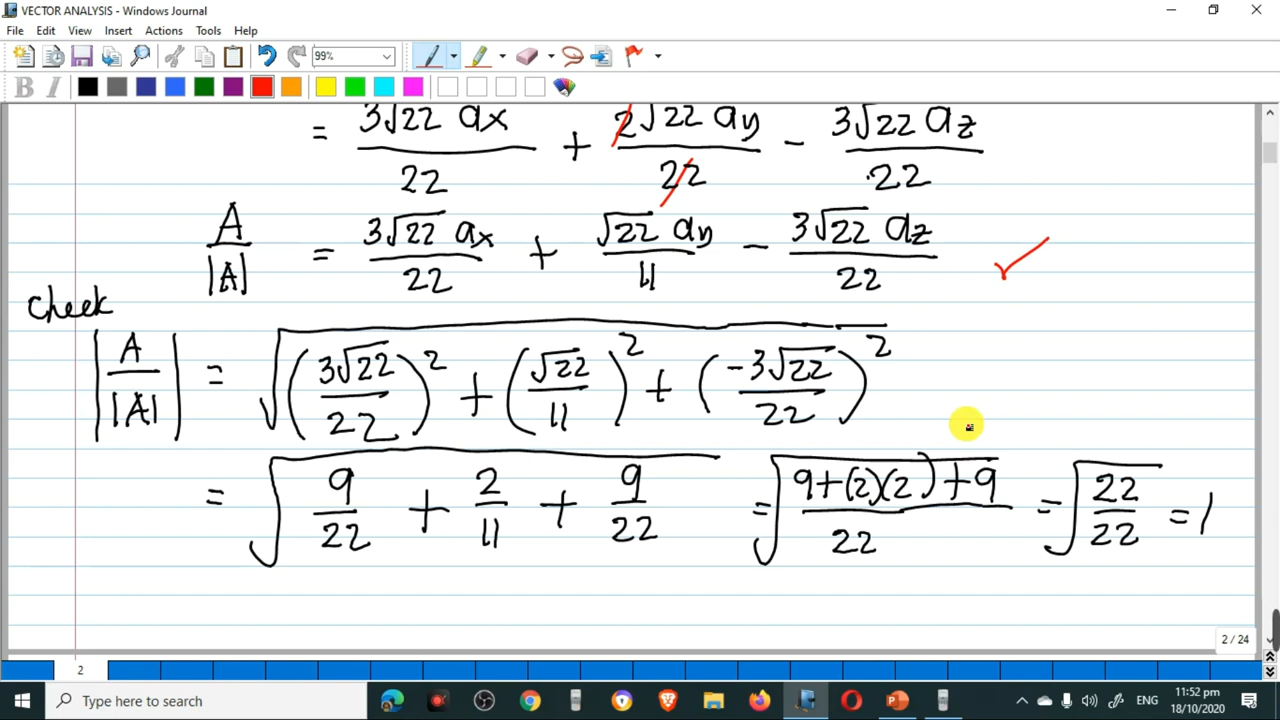 VECTOR ANALYSIS - Windows Journal
File Edit View Insert Actions Tools Help
99%
B I
= 3√22 ax / 22 + 2√22 ay / 22 - 3√22 az / 22
A / |A| = 3√22 ax / 22 + √22 ay / 11 - 3√22 az / 22 ✓
Check
| A / |A| | = √( (3√22 / 22)² + (√22 / 11)² + (-3√22 / 22)² )
= √( 9/22 + 2/11 + 9/22 ) = √( (9+(2)(2)+9) / 22 ) = √(22/22) = 1
2 / 24
2
Type here to search
ENG
11:52 pm
18/10/2020